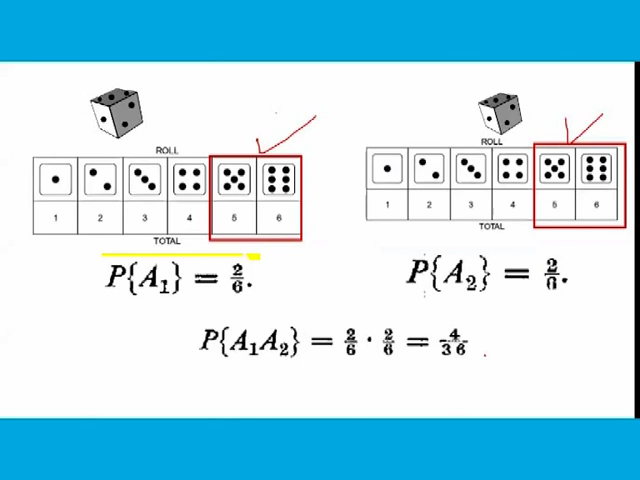 ROLL
1 2 3 4 5 6
TOTAL
ROLL
1 2 3 4 5 6
TOTAL
P{A₁} = 2/6.
P{A₂} = 2/6.
P{A₁A₂} = 2/6 · 2/6 = 4/36